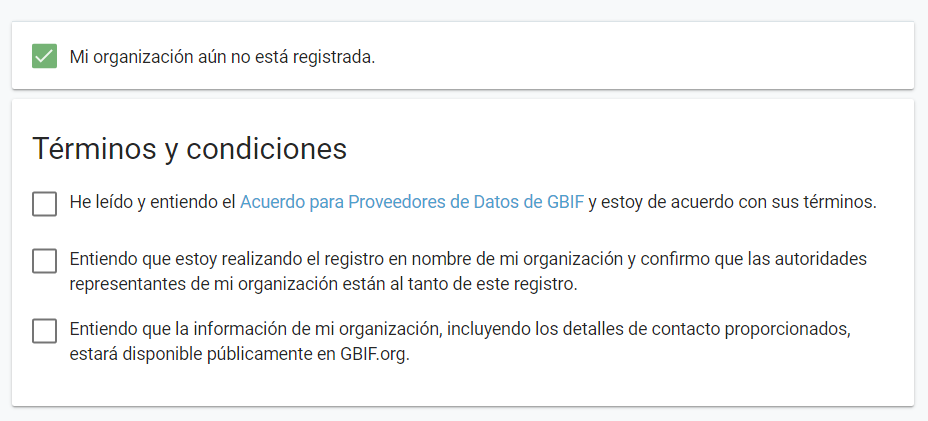 Mi organización aún no está registrada.
Términos y condiciones
He leído y entiendo el Acuerdo para Proveedores de Datos de GBIF y estoy de acuerdo con sus términos.
Entiendo que estoy realizando el registro en nombre de mi organización y confirmo que las autoridades
representantes de mi organización están al tanto de este registro.
Entiendo que la información de mi organización, incluyendo los detalles de contacto proporcionados,
estará disponible públicamente en GBIF.org.